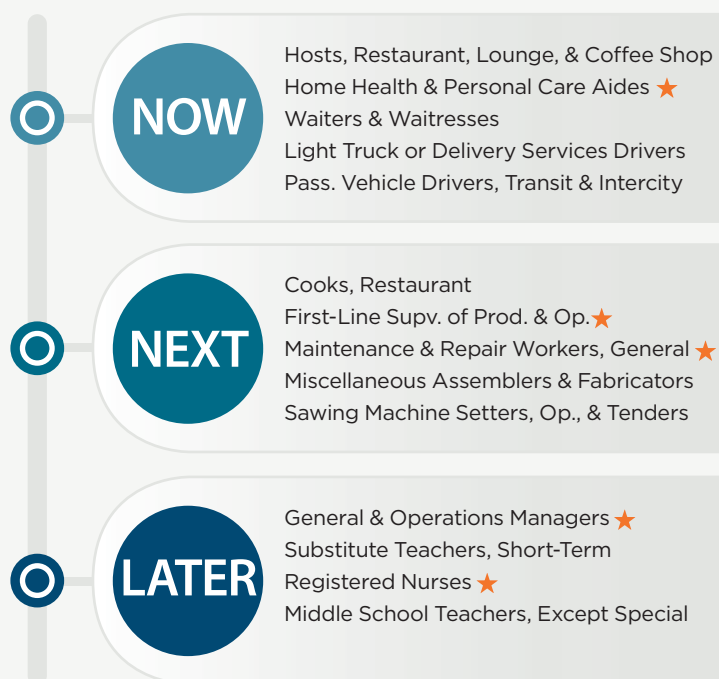 NOW
Hosts, Restaurant, Lounge, & Coffee Shop
Home Health & Personal Care Aides
Waiters & Waitresses
Light Truck or Delivery Services Drivers
Pass. Vehicle Drivers, Transit & Intercity
NEXT
Cooks, Restaurant
First-Line Supv. of Prod. & Op.
Maintenance & Repair Workers, General
Miscellaneous Assemblers & Fabricators
Sawing Machine Setters, Op., & Tenders
LATER
General & Operations Managers
Substitute Teachers, Short-Term
Registered Nurses
Middle School Teachers, Except Special